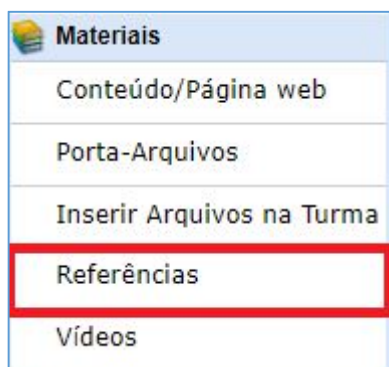 Materiais
Conteúdo/Página web
Porta-Arquivos
Inserir Arquivos na Turma
Referências
Vídeos